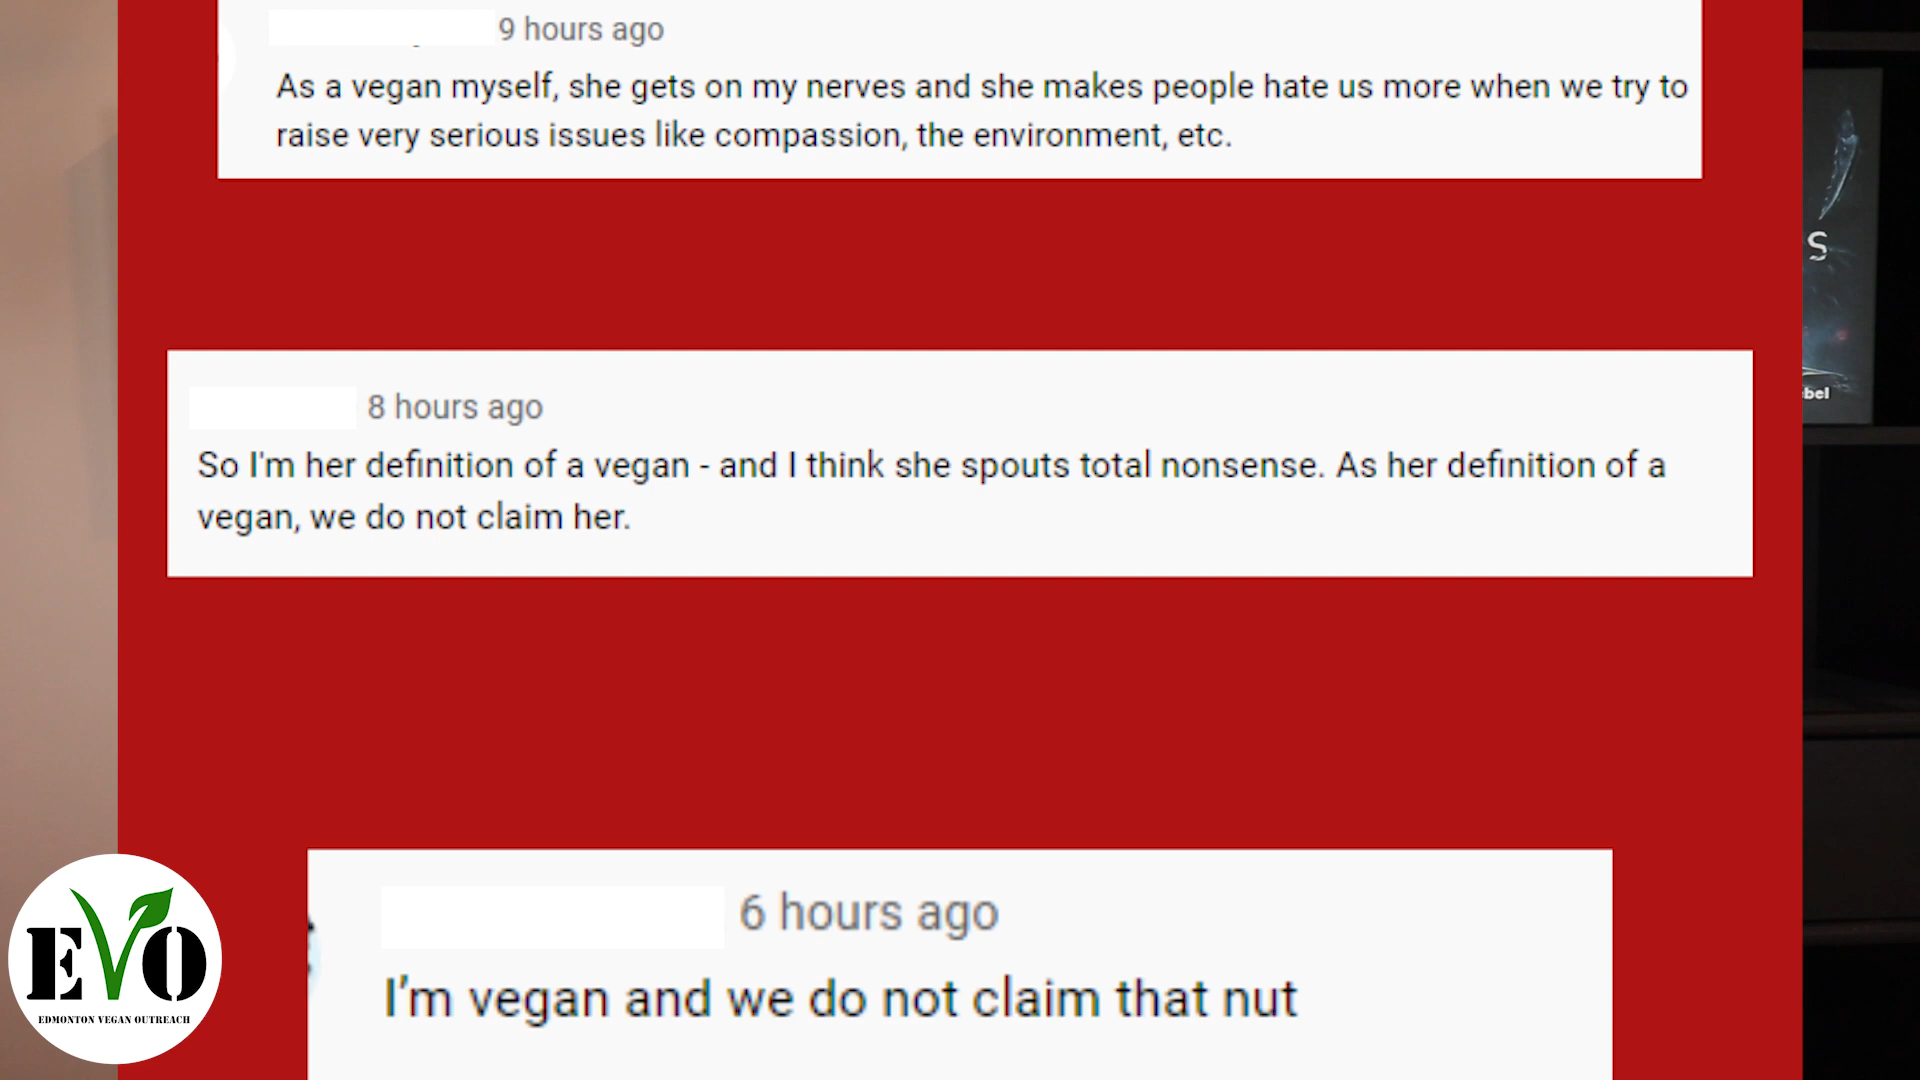 9 hours ago
As a vegan myself, she gets on my nerves and she makes people hate us more when we try to
raise very serious issues like compassion, the environment, etc.
S
bel
8 hours ago
So I'm her definition of a vegan - and I think she spouts total nonsense. As her definition of a
vegan, we do not claim her.
6 hours ago
I'm vegan and we do not claim that nut
EVO
EDMONTON VEGAN OUTREACH